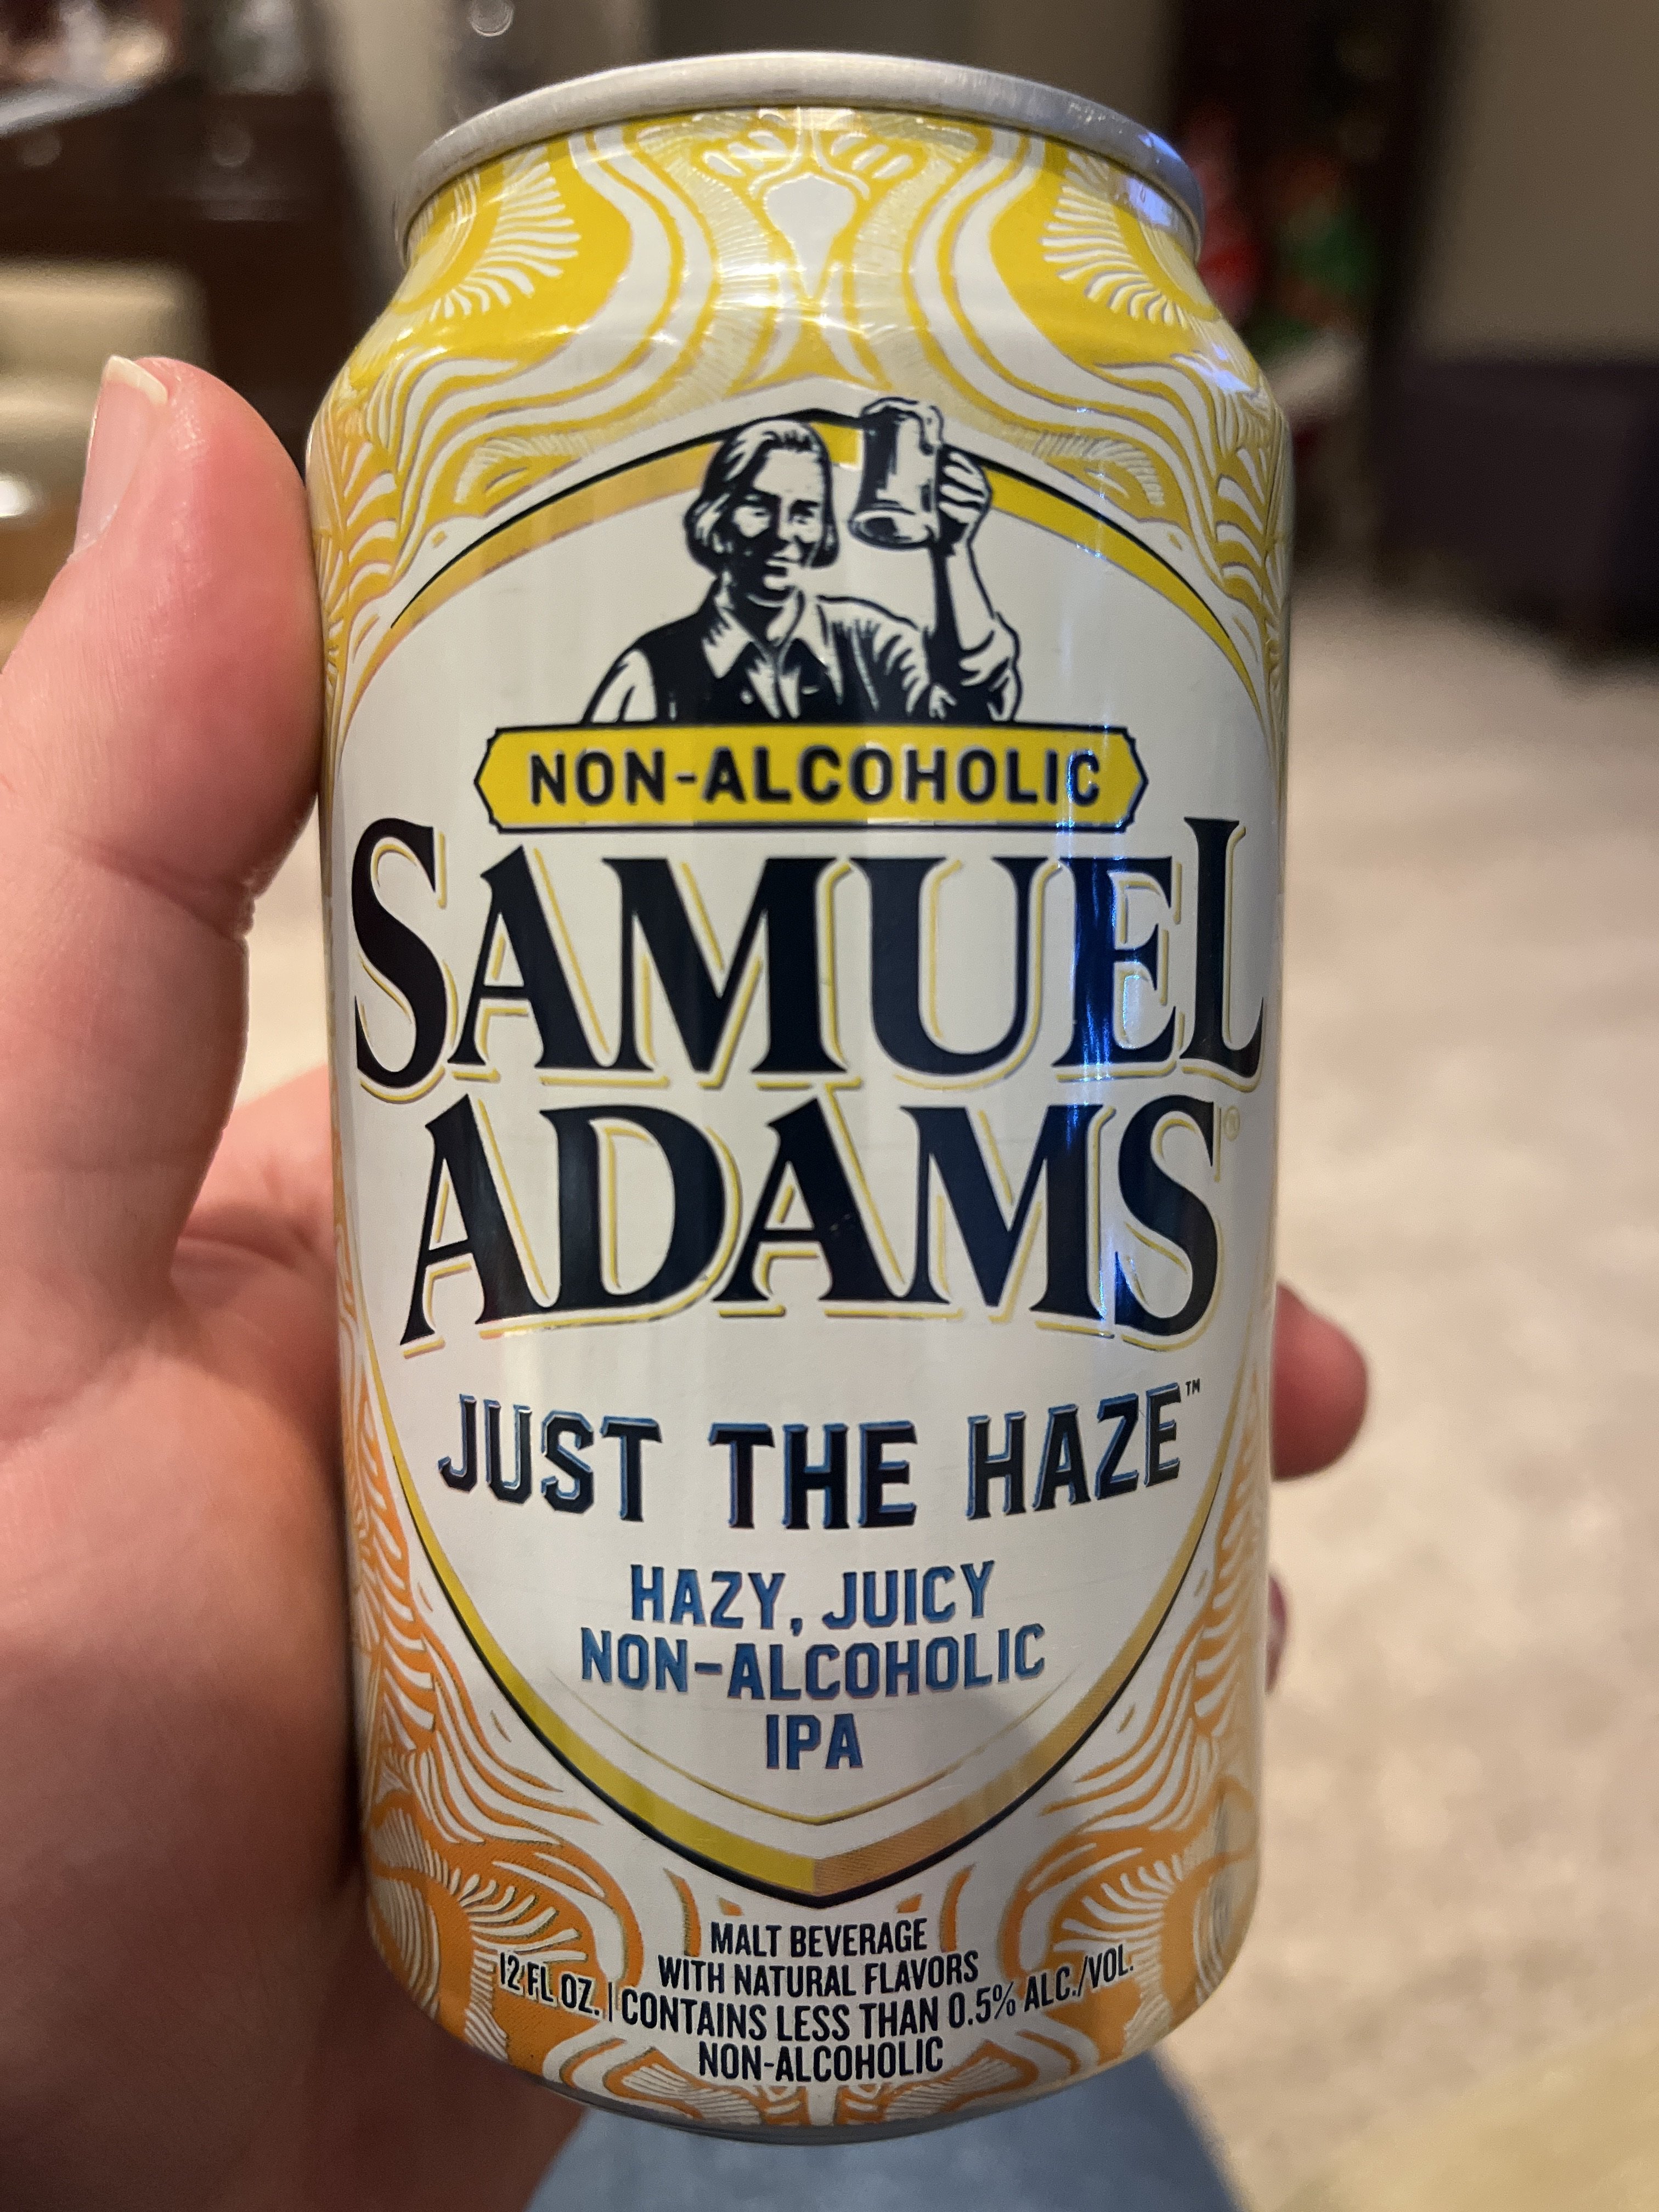 NON-ALCOHOLIC
SAMUEL
ADAMS®
JUST THE HAZE™
HAZY, JUICY
NON-ALCOHOLIC
IPA
MALT BEVERAGE
WITH NATURAL FLAVORS
12 FL OZ. | CONTAINS LESS THAN 0.5% ALC./VOL.
NON-ALCOHOLIC